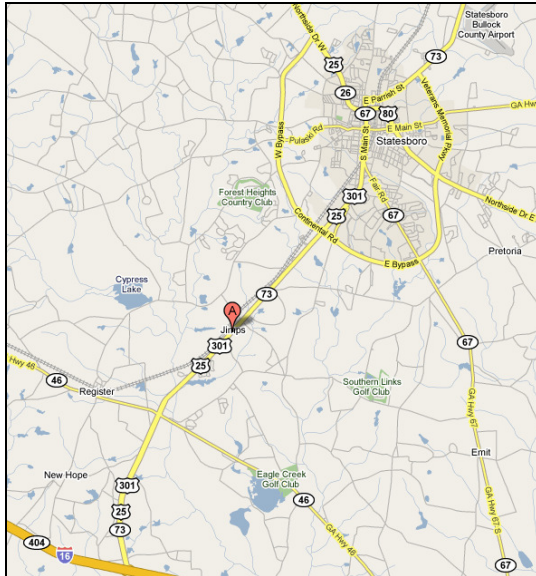 Statesboro
Bullock
County Airport
Northside Dr W
25
73
26
E Parrish St
67
80
Veterans Memorial Pkwy
GA Hwy
W Bypass
Pulaski Rd
E Main St
S Main St
Statesboro
Forest Heights
Country Club
301
Fair Rd
25
67
Northside Dr E
Continental Rd
E Bypass
Pretoria
Cypress
Lake
73
A
Jimps
301
25
67
Hwy 46
46
Register
Southern Links
Golf Club
GA Hwy 67
Emit
New Hope
Eagle Creek
Golf Club
301
46
25
GA Hwy 46
GA Hwy 67 S
73
404
16
67